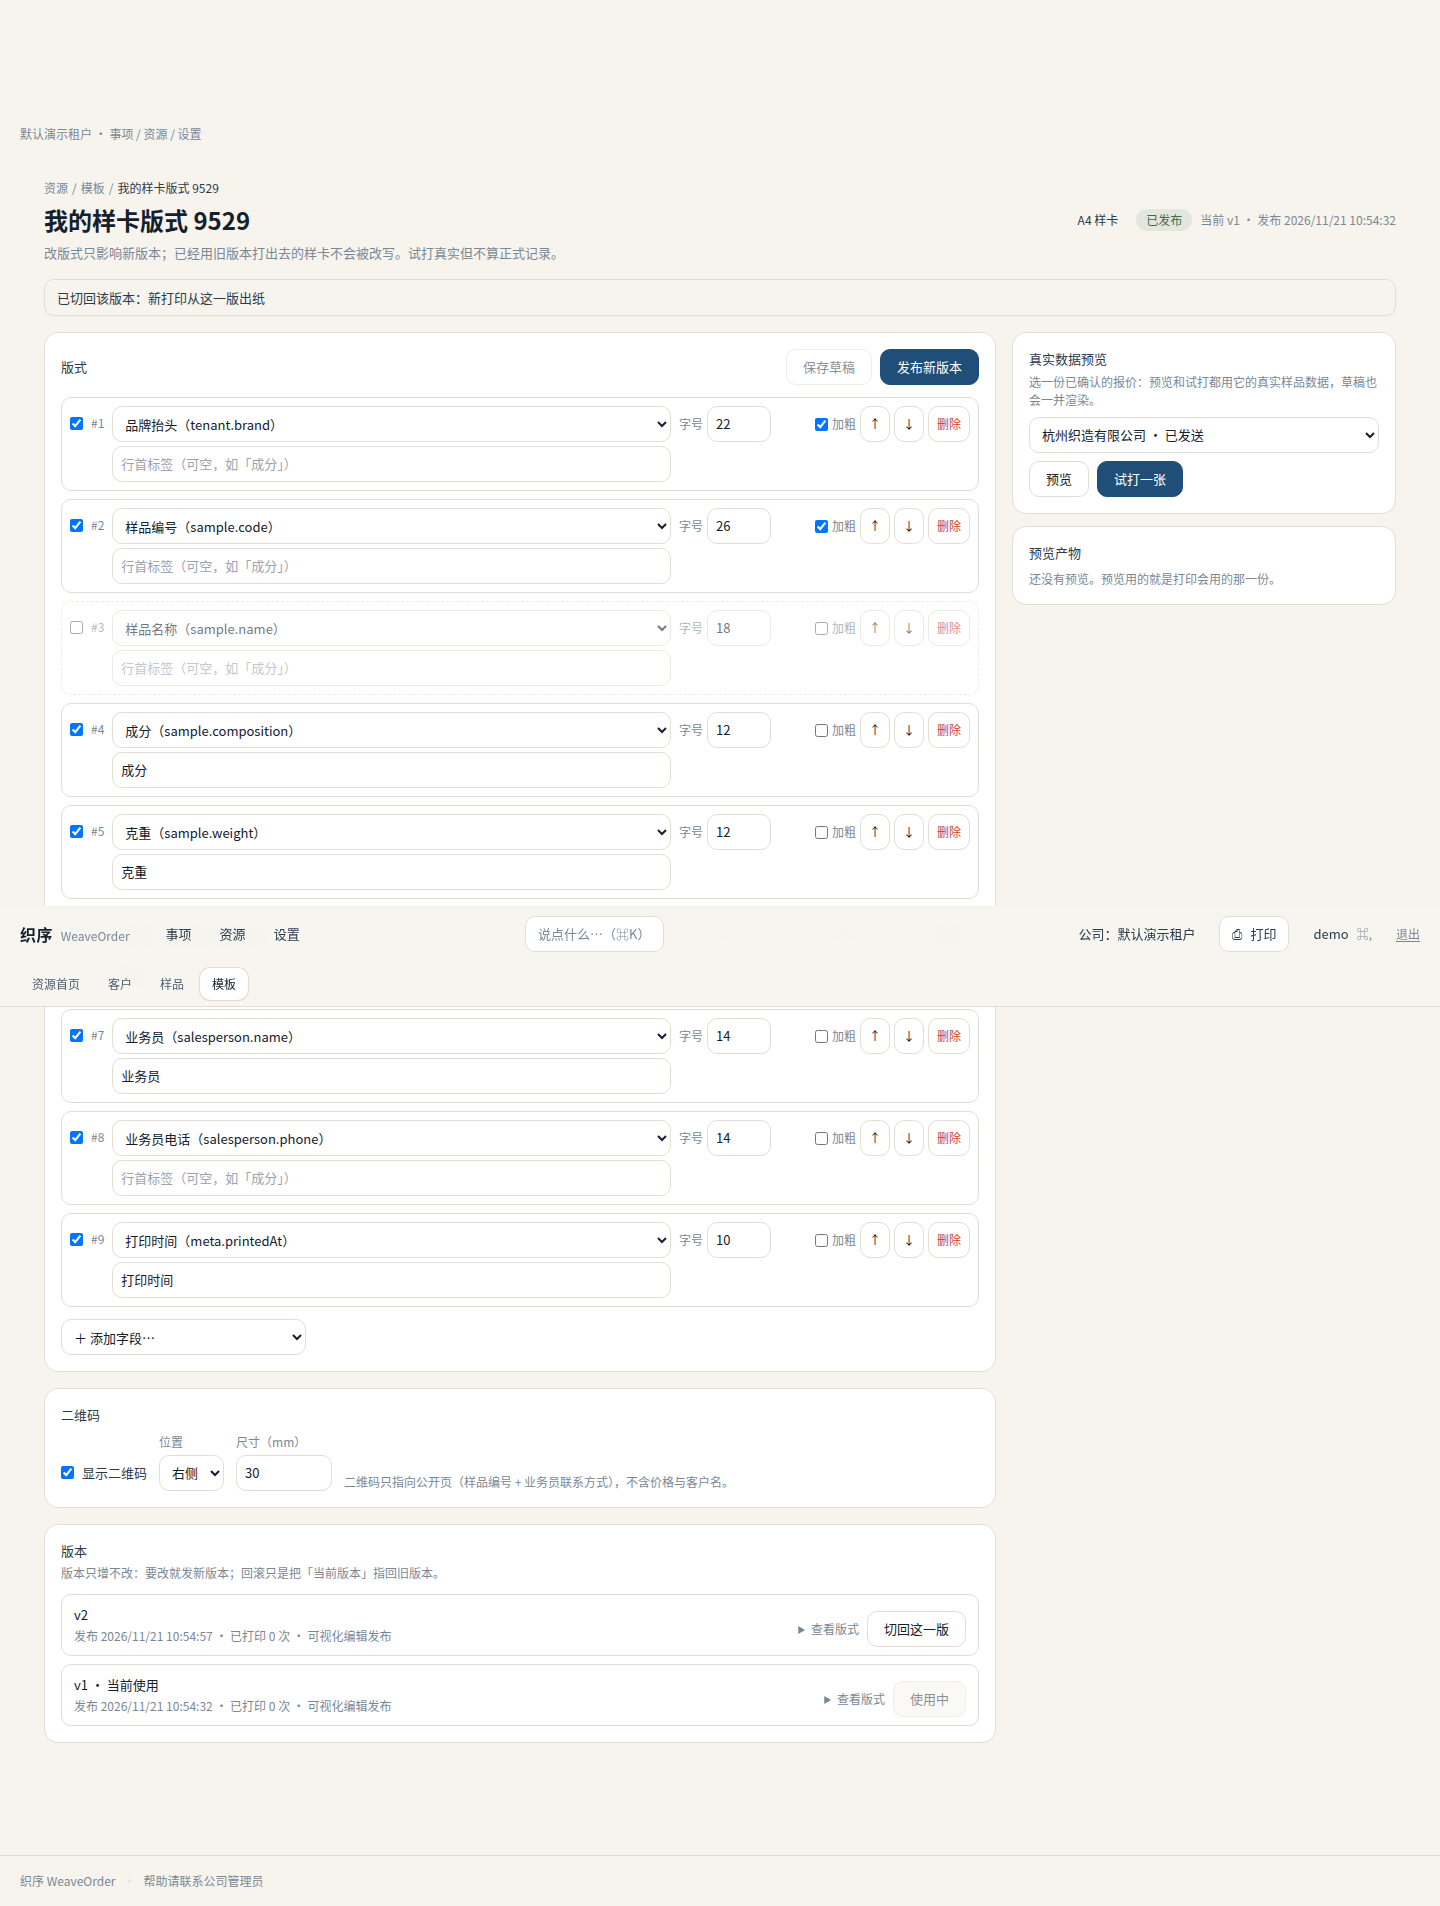 默认演示租户 · 事项 / 资源 / 设置
资源 / 模板 / 我的样卡版式 9529
我的样卡版式 9529
A4 样卡 已发布 当前 v1 · 发布 2026/11/21 10:54:32
改版式只影响新版本；已经用旧版本打出去的样卡不会被改写。试打真实但不算正式记录。
已切回该版本：新打印从这一版出纸
版式 保存草稿 发布新版本
#1 品牌抬头（tenant.brand） 字号 22 加粗 ↑ ↓ 删除
行首标签（可空，如「成分」）
#2 样品编号（sample.code） 字号 26 加粗 ↑ ↓ 删除
行首标签（可空，如「成分」）
#3 样品名称（sample.name） 字号 18 加粗 ↑ ↓ 删除
行首标签（可空，如「成分」）
#4 成分（sample.composition） 字号 12 加粗 ↑ ↓ 删除
成分
#5 克重（sample.weight） 字号 12 加粗 ↑ ↓ 删除
克重
真实数据预览
选一份已确认的报价：预览和试打都用它的真实样品数据，草稿也
会一并渲染。
杭州织造有限公司 · 已发送
预览 试打一张
预览产物
还没有预览。预览用的就是打印会用的那一份。
织序 WeaveOrder 事项 资源 设置 说点什么…（⌘K） 公司：默认演示租户 ⎙ 打印 demo ⌘, 退出
资源首页 客户 样品 模板
#7 业务员（salesperson.name） 字号 14 加粗 ↑ ↓ 删除
业务员
#8 业务员电话（salesperson.phone） 字号 14 加粗 ↑ ↓ 删除
行首标签（可空，如「成分」）
#9 打印时间（meta.printedAt） 字号 10 加粗 ↑ ↓ 删除
打印时间
＋ 添加字段…
二维码
位置 尺寸（mm）
显示二维码 右侧 30 二维码只指向公开页（样品编号 + 业务员联系方式），不含价格与客户名。
版本
版本只增不改：要改就发新版本；回滚只是把「当前版本」指回旧版本。
v2
发布 2026/11/21 10:54:57 · 已打印 0 次 · 可视化编辑发布 ▶ 查看版式 切回这一版
v1 · 当前使用
发布 2026/11/21 10:54:32 · 已打印 0 次 · 可视化编辑发布 ▶ 查看版式 使用中
织序 WeaveOrder · 帮助请联系公司管理员